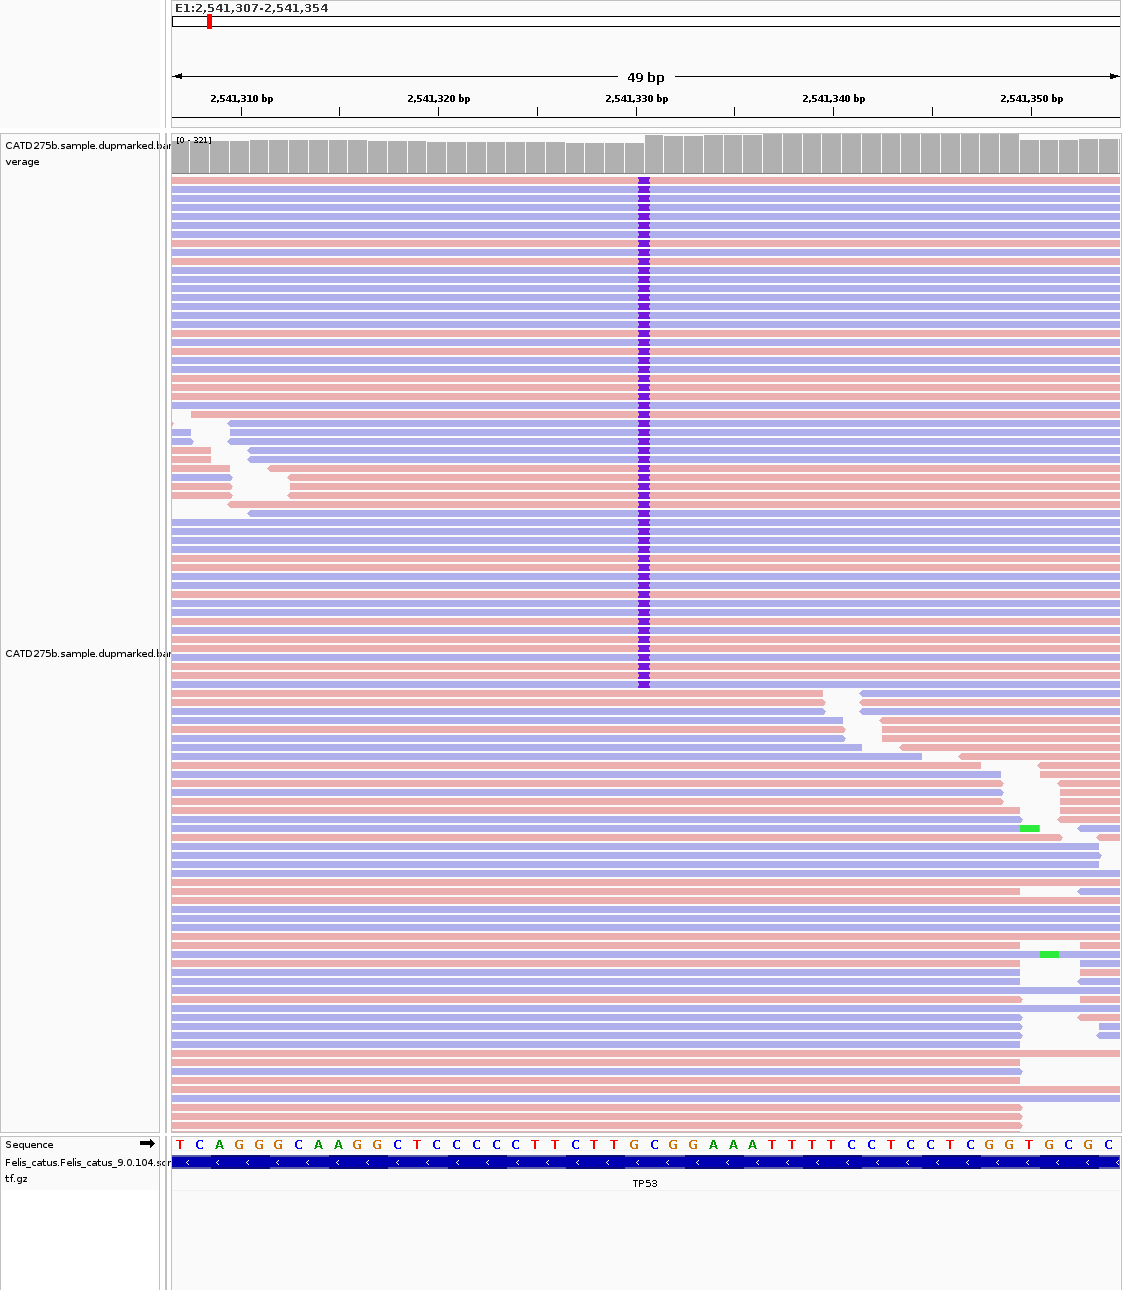 E1:2,541,307-2,541,354
49 bp
2,541,310 bp 2,541,320 bp 2,541,330 bp 2,541,340 bp 2,541,350 bp
CATD275b.sample.dupmarked.bar
verage
[0 - 321]
CATD275b.sample.dupmarked.bar
Sequence
T C A G G G C A A G G C T C C C C C T T C T T G C G G A A A T T T T C C T C C T C G G T G C G C
Felis_catus.Felis_catus_9.0.104.sor
tf.gz
TP53